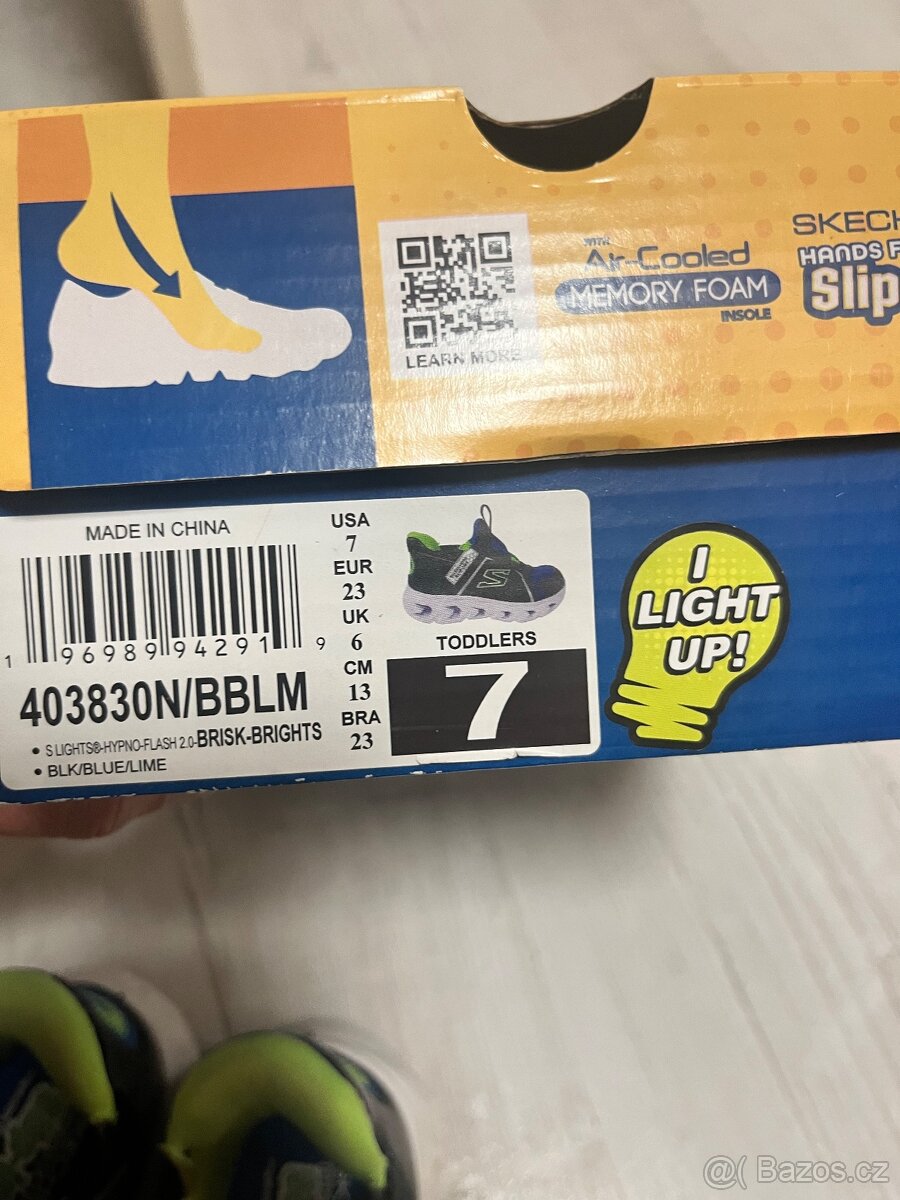 LEARN MORE
WITH
Air-Cooled
MEMORY FOAM
INSOLE
SKECH
HANDS F
Slip
MADE IN CHINA
1 96989 94291 9
403830N/BBLM
• S LIGHTS®-HYPNO-FLASH 2.0-BRISK-BRIGHTS
• BLK/BLUE/LIME
USA
7
EUR
23
UK
6
CM
13
BRA
23
TODDLERS
7
I
LIGHT
UP!
@( Bazos.cz